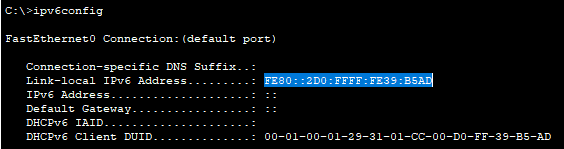 C:\>ipv6config
FastEthernet0 Connection:(default port)
Connection-specific DNS Suffix..:
Link-local IPv6 Address.........: FE80::2D0:FFFF:FE39:B5AD
IPv6 Address....................: ::
Default Gateway.................: ::
DHCPv6 IAID.....................:
DHCPv6 Client DUID..............: 00-01-00-01-29-31-01-CC-00-D0-FF-39-B5-AD